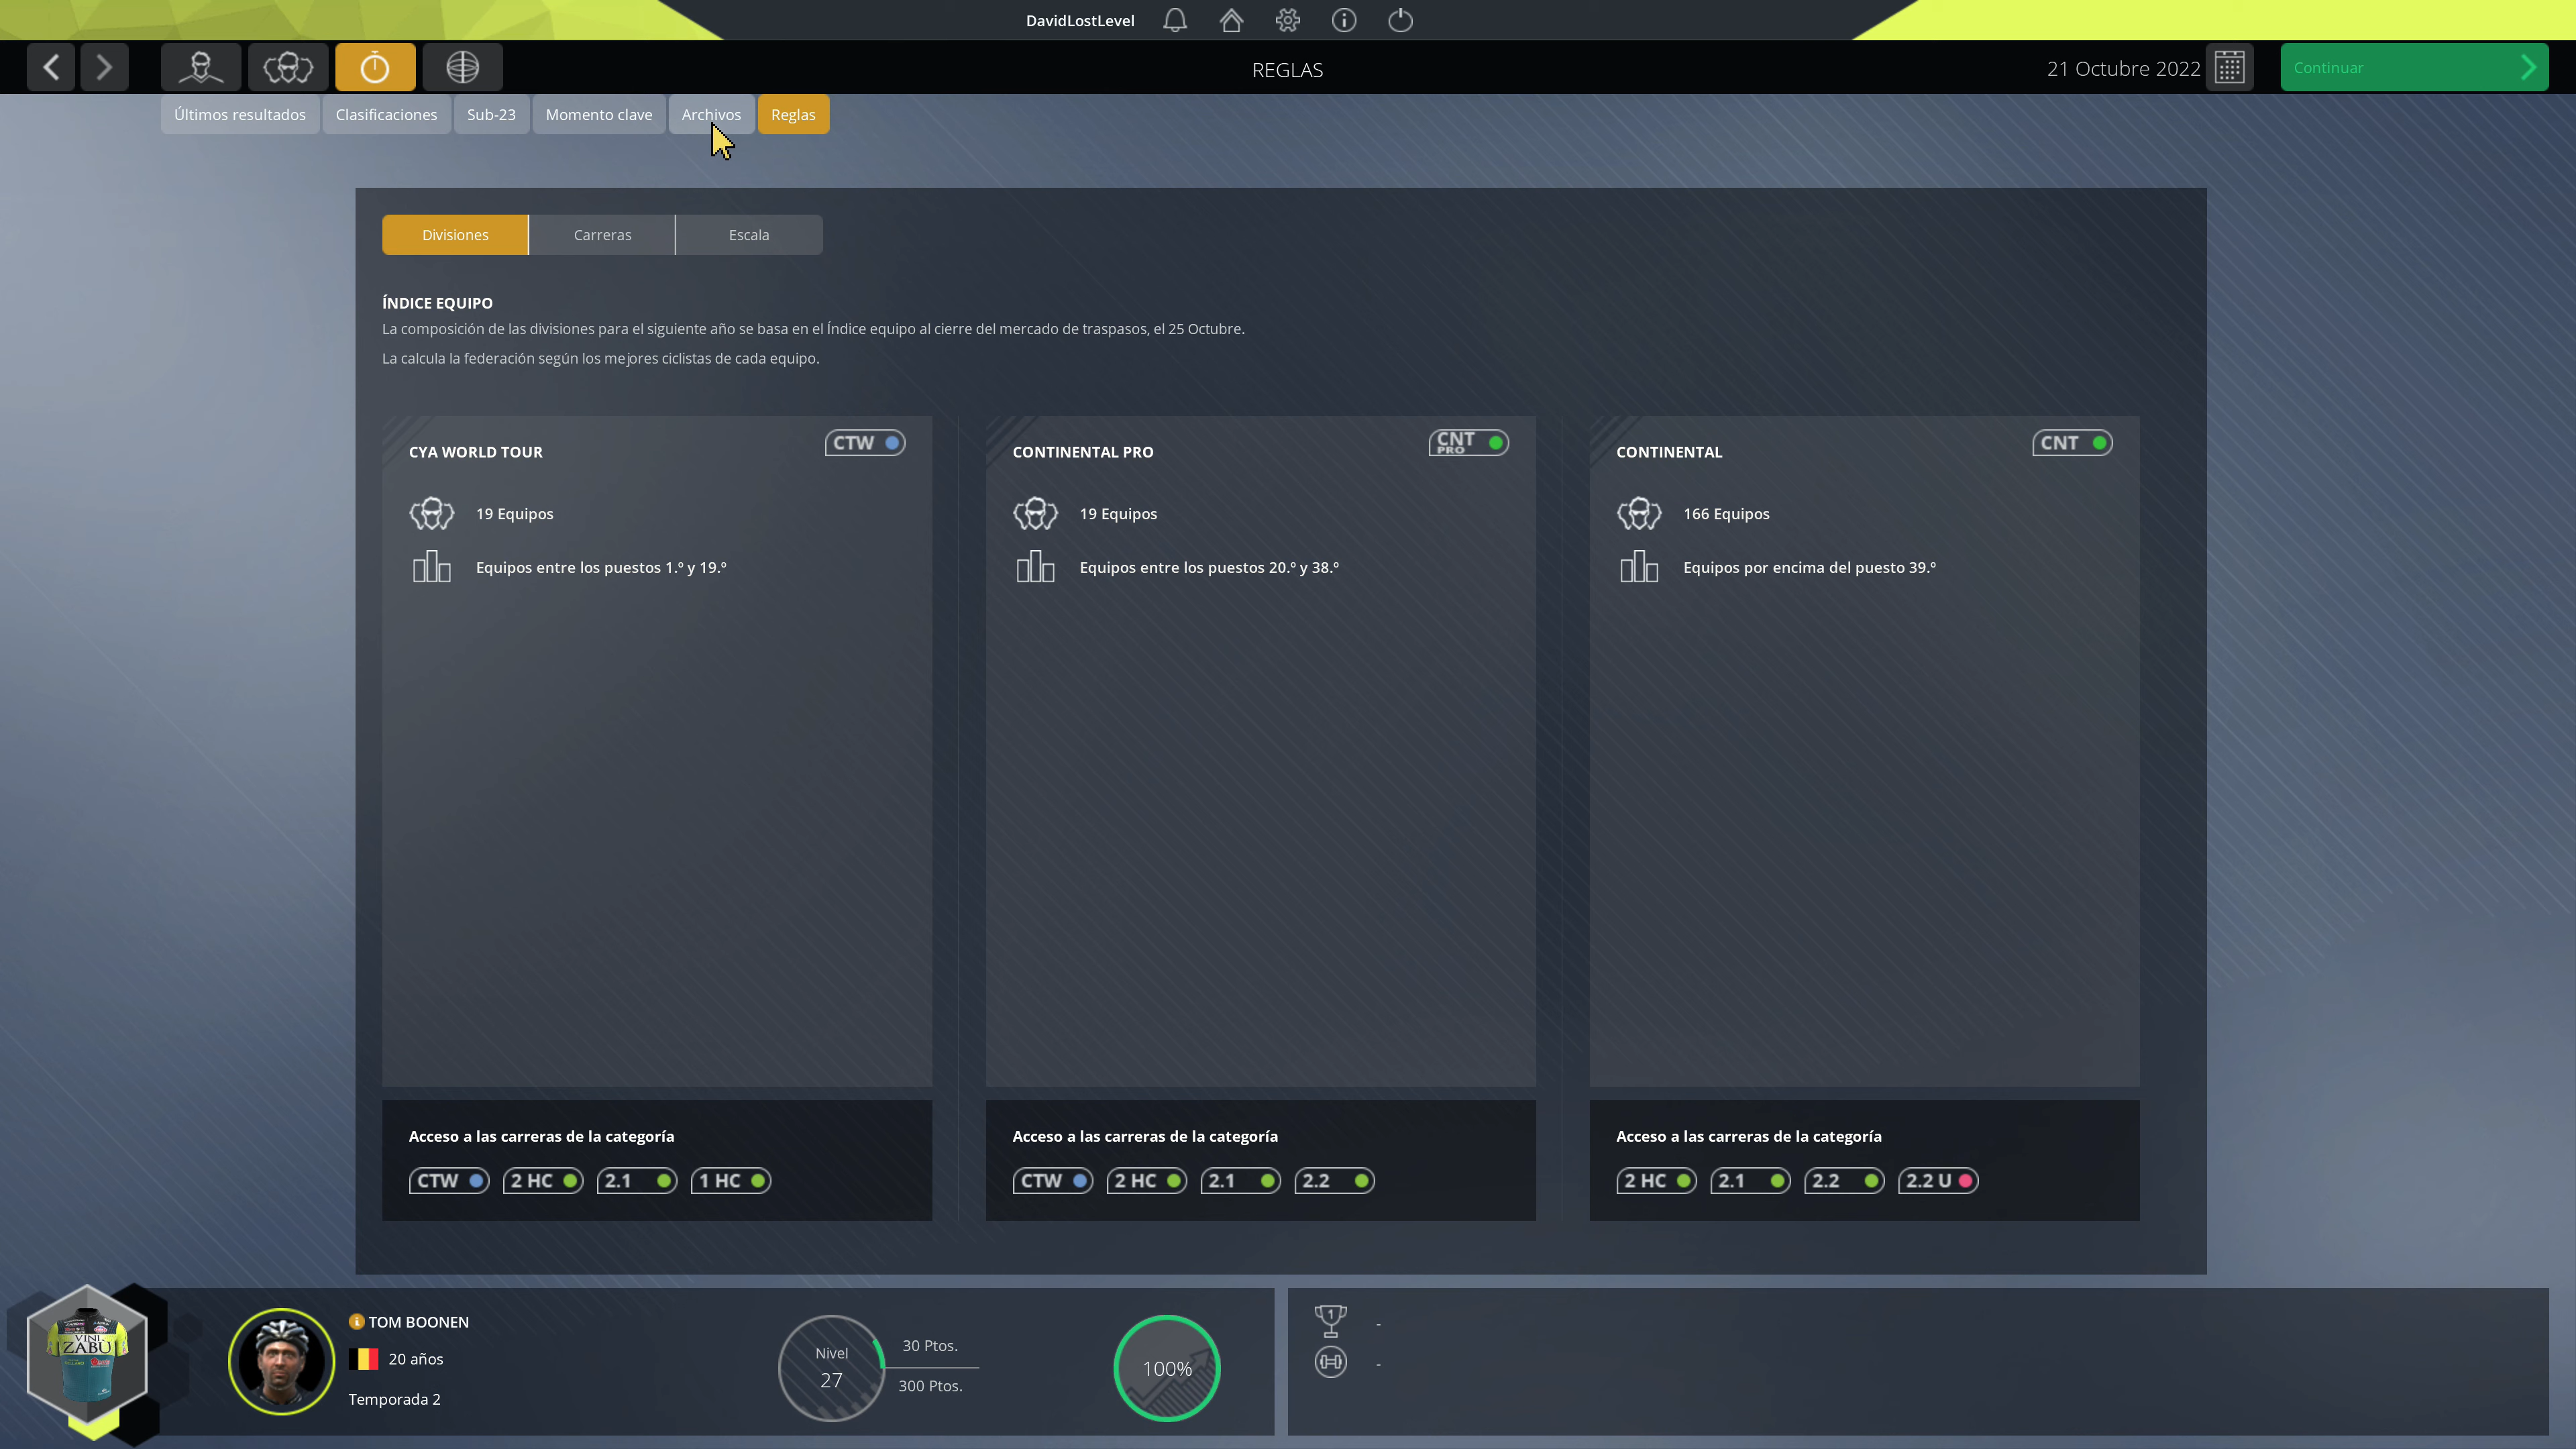 DavidLostLevel
REGLAS
21 Octubre 2022
Continuar
Últimos resultados
Clasificaciones
Sub-23
Momento clave
Archivos
Reglas
Divisiones
Carreras
Escala
ÍNDICE EQUIPO
La composición de las divisiones para el siguiente año se basa en el Índice equipo al cierre del mercado de traspasos, el 25 Octubre.
La calcula la federación según los mejores ciclistas de cada equipo.
CYA WORLD TOUR
CTW
19 Equipos
Equipos entre los puestos 1.º y 19.º
Acceso a las carreras de la categoría
CTW 2 HC 2.1 1 HC
CONTINENTAL PRO
CNT
PRO
19 Equipos
Equipos entre los puestos 20.º y 38.º
Acceso a las carreras de la categoría
CTW 2 HC 2.1 2.2
CONTINENTAL
CNT
166 Equipos
Equipos por encima del puesto 39.º
Acceso a las carreras de la categoría
2 HC 2.1 2.2 2.2 U
VINI
ZABÙ
TOM BOONEN
20 años
Temporada 2
Nivel
27
30 Ptos.
300 Ptos.
100%
1
-
-